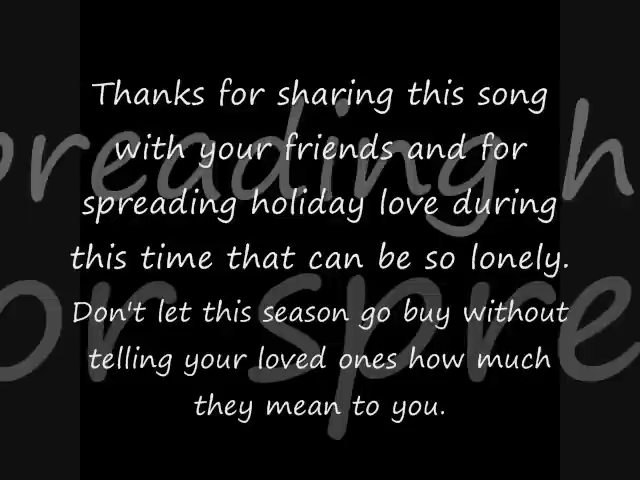 Thanks for sharing this song
with your friends and for
spreading holiday love during
this time that can be so lonely.
Don't let this season go buy without
telling your loved ones how much
they mean to you.